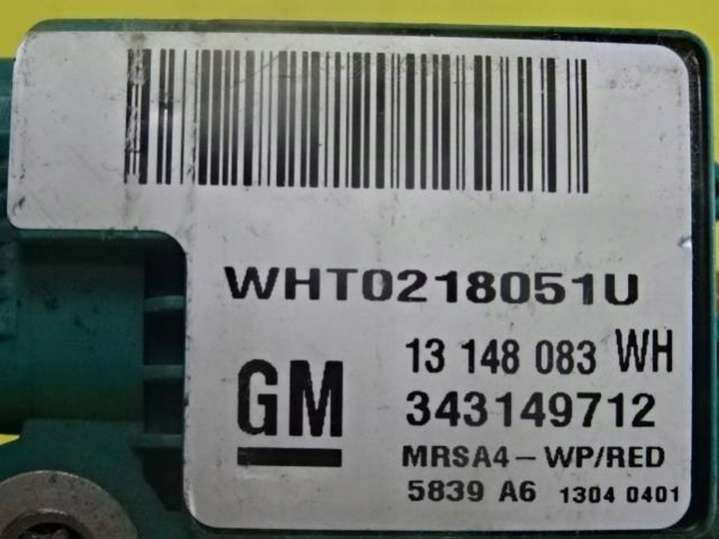 WHT0218051U
13 148 083 WH
GM
343149712
MRSA4-WP/RED
5839 A6 1304 0401